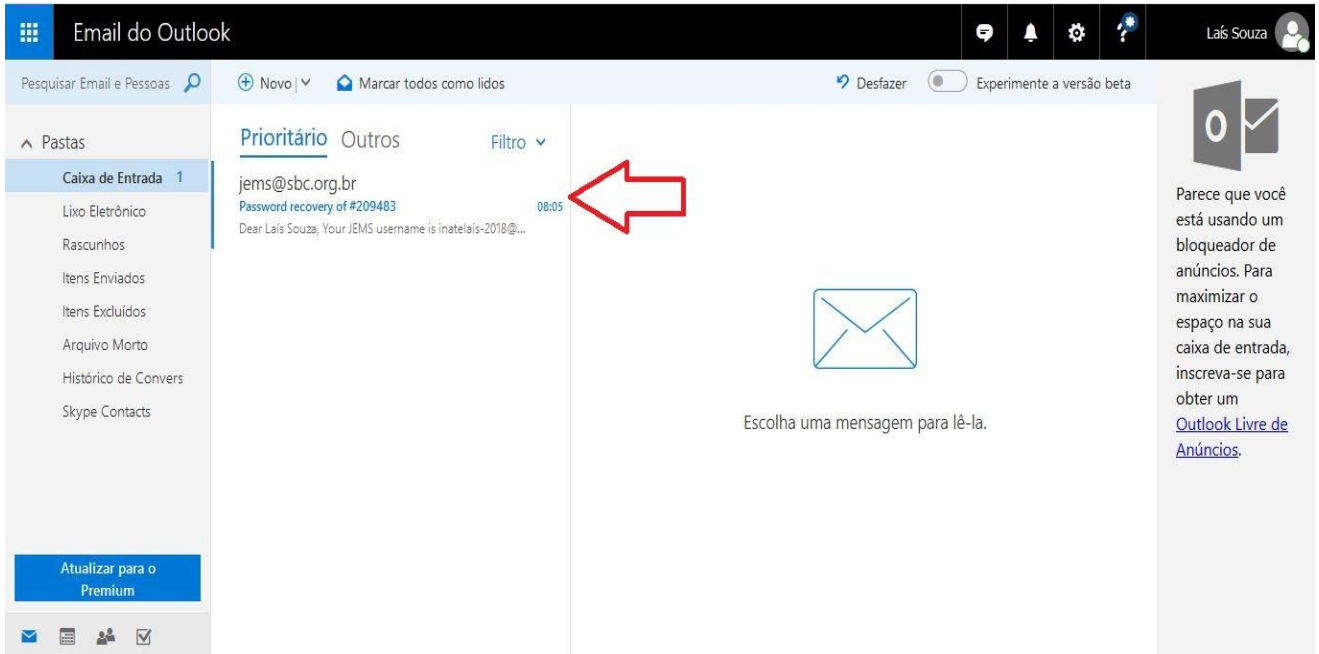 Email do Outlook
Laís Souza
Pesquisar Email e Pessoas
Novo
Marcar todos como lidos
Desfazer
Experimente a versão beta
Pastas
Caixa de Entrada 1
Lixo Eletrônico
Rascunhos
Itens Enviados
Itens Excluídos
Arquivo Morto
Histórico de Convers
Skype Contacts
Atualizar para o
Premium
Prioritário Outros
Filtro
jems@sbc.org.br
Password recovery of #209483 08:05
Dear Laís Souza, Your JEMS username is inatelais-2018@...
Escolha uma mensagem para lê-la.
Parece que você
está usando um
bloqueador de
anúncios. Para
maximizar o
espaço na sua
caixa de entrada,
inscreva-se para
obter um
Outlook Livre de
Anúncios.